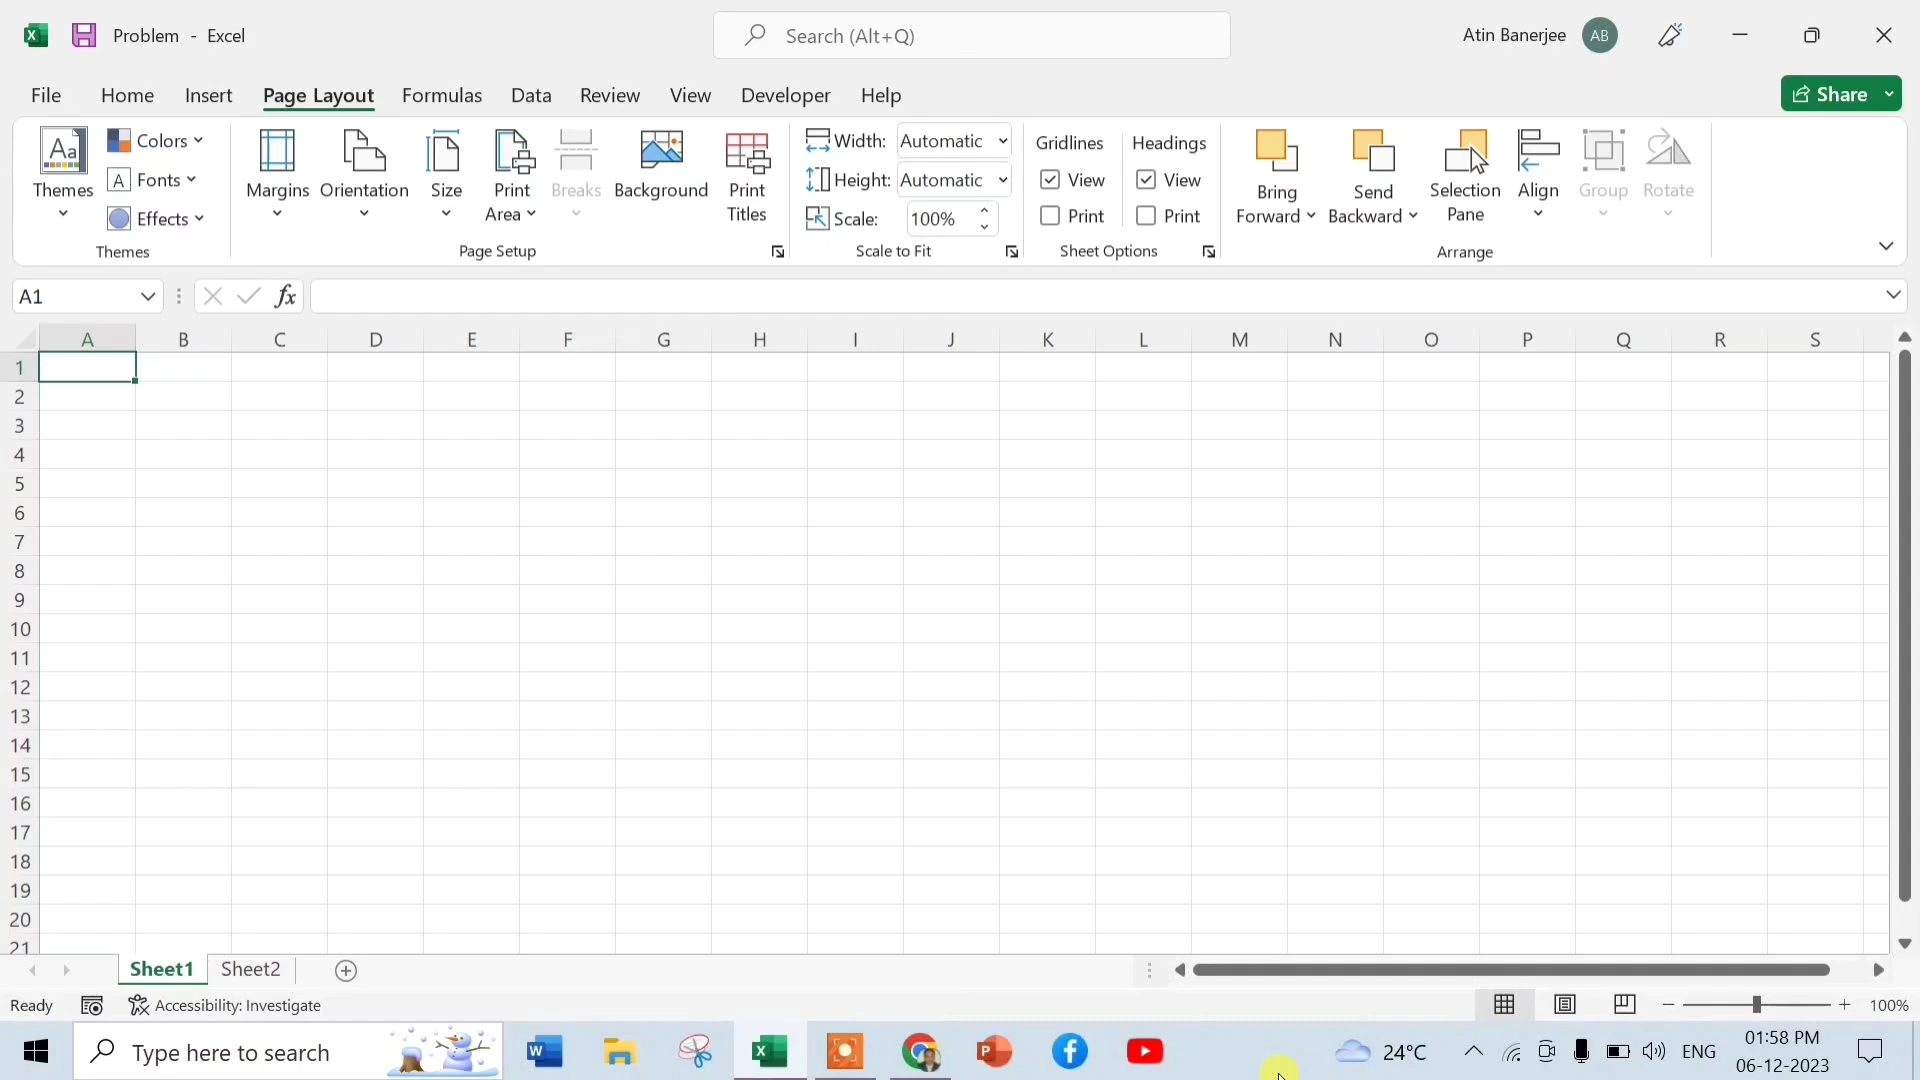 Problem - Excel
Search (Alt+Q)
Atin Banerjee AB
File Home Insert Page Layout Formulas Data Review View Developer Help
Share
Aa Themes
Colors
A Fonts
Effects
Themes
Margins Orientation Size Print Area Breaks Background Print Titles
Page Setup
Width: Automatic
Height: Automatic
Scale: 100%
Scale to Fit
Gridlines Headings
View View
Print Print
Sheet Options
Bring Forward Send Backward Selection Pane Align Group Rotate
Arrange
A1 fx
A B C D E F G H I J K L M N O P Q R S
1
2
3
4
5
6
7
8
9
10
11
12
13
14
15
16
17
18
19
20
21
Sheet1 Sheet2
Ready Accessibility: Investigate 100%
Type here to search
24°C ENG
01:58 PM
06-12-2023